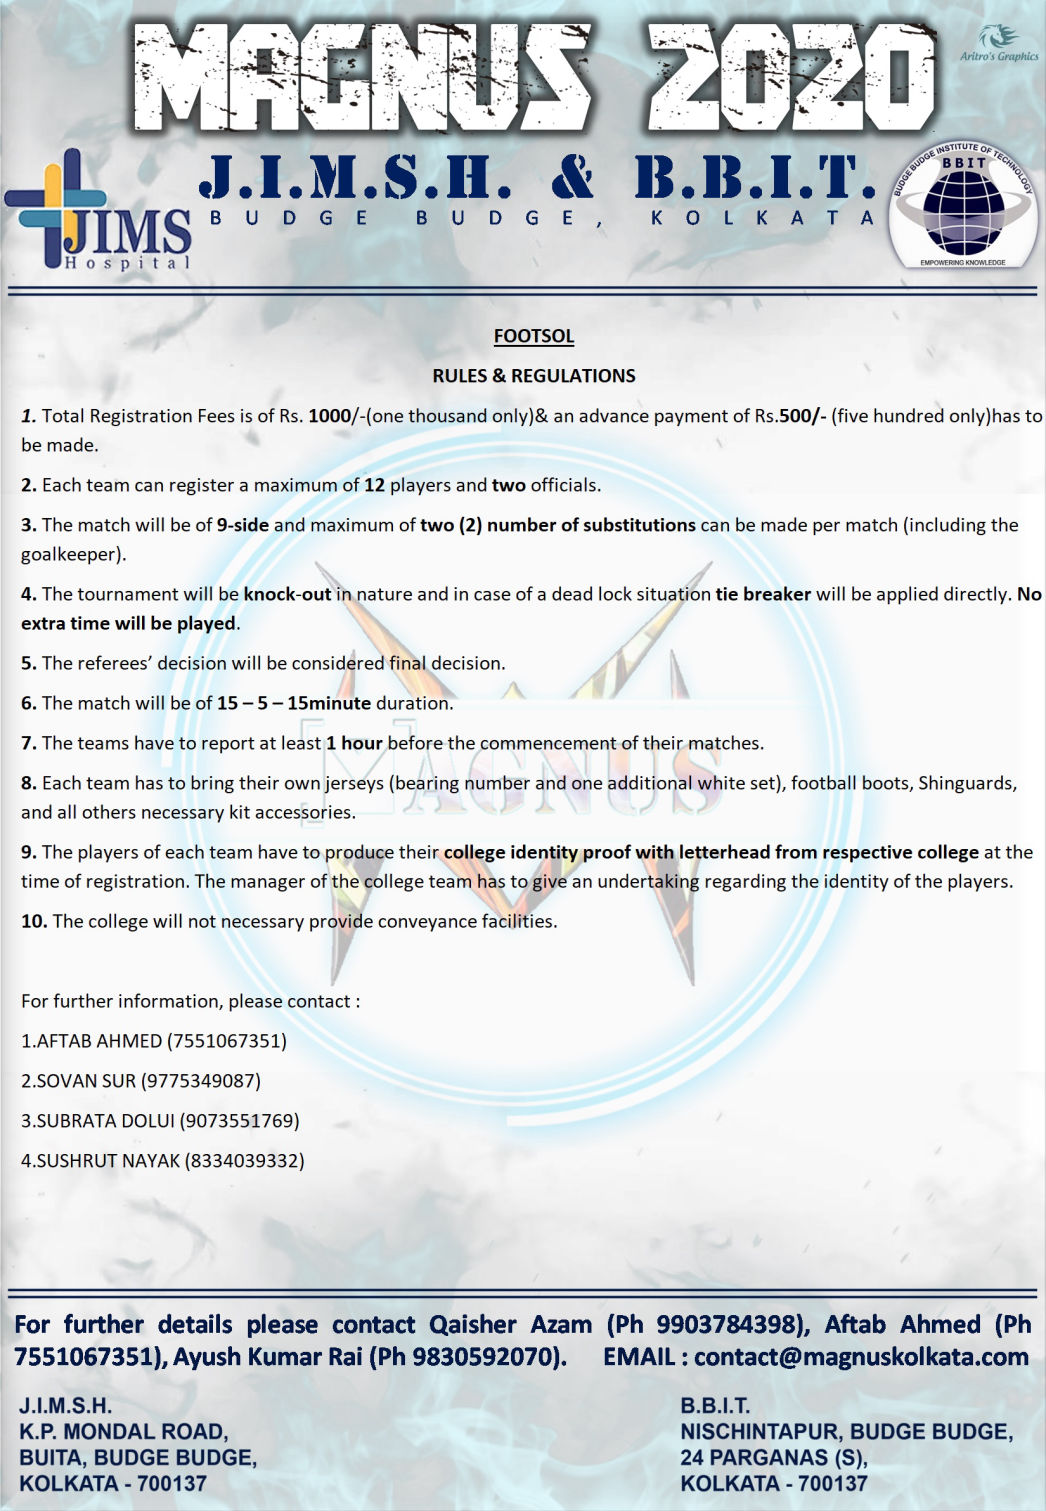 MAGNUS 2020
Aritro's Graphics
J.I.M.S.H. & B.B.I.T.
BUDGE BUDGE, KOLKATA
JIMS
Hospital
BUDGE BUDGE INSTITUTE OF TECHNOLOGY
BBIT
EMPOWERING KNOWLEDGE
FOOTSOL
RULES & REGULATIONS
1. Total Registration Fees is of Rs. 1000/-(one thousand only)& an advance payment of Rs.500/- (five hundred only)has to
be made.
2. Each team can register a maximum of 12 players and two officials.
3. The match will be of 9-side and maximum of two (2) number of substitutions can be made per match (including the
goalkeeper).
4. The tournament will be knock-out in nature and in case of a dead lock situation tie breaker will be applied directly. No
extra time will be played.
5. The referees’ decision will be considered final decision.
6. The match will be of 15 – 5 – 15minute duration.
7. The teams have to report at least 1 hour before the commencement of their matches.
MAGNUS
8. Each team has to bring their own jerseys (bearing number and one additional white set), football boots, Shinguards,
and all others necessary kit accessories.
9. The players of each team have to produce their college identity proof with letterhead from respective college at the
time of registration. The manager of the college team has to give an undertaking regarding the identity of the players.
10. The college will not necessary provide conveyance facilities.
For further information, please contact :
1.AFTAB AHMED (7551067351)
2.SOVAN SUR (9775349087)
3.SUBRATA DOLUI (9073551769)
4.SUSHRUT NAYAK (8334039332)
For further details please contact Qaisher Azam (Ph 9903784398), Aftab Ahmed (Ph
7551067351), Ayush Kumar Rai (Ph 9830592070). EMAIL : contact@magnuskolkata.com
J.I.M.S.H.
K.P. MONDAL ROAD,
BUITA, BUDGE BUDGE,
KOLKATA - 700137
B.B.I.T.
NISCHINTAPUR, BUDGE BUDGE,
24 PARGANAS (S),
KOLKATA - 700137